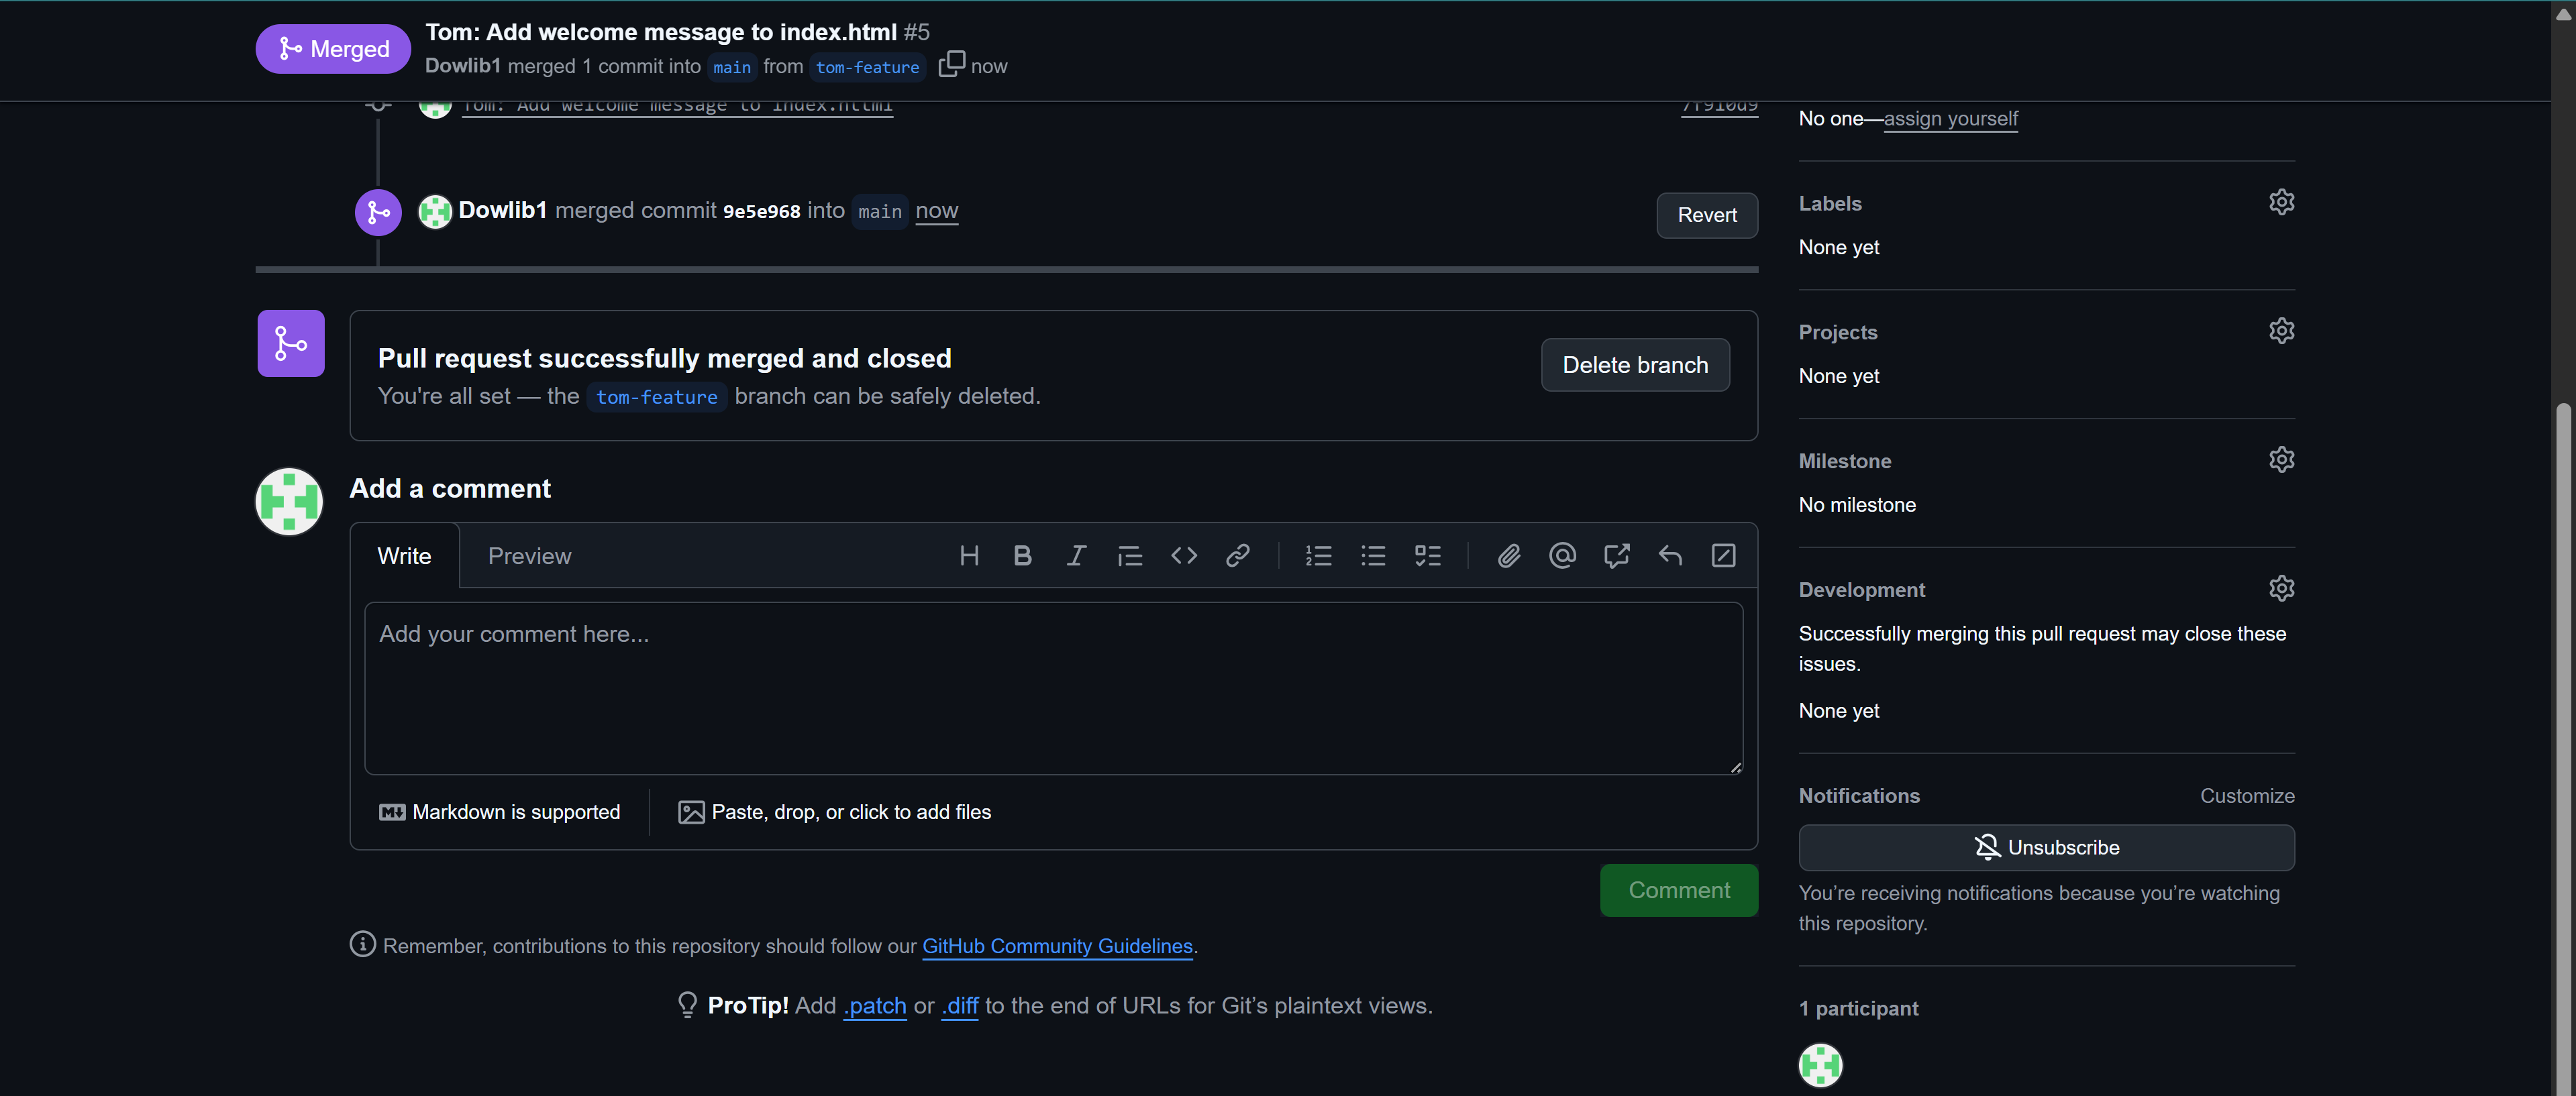 Merged
Tom: Add welcome message to index.html #5
Dowlib1 merged 1 commit into main from tom-feature now
Tom: Add welcome message to index.html
7f910d9
Dowlib1 merged commit 9e5e968 into main now
Revert
Pull request successfully merged and closed
You're all set — the tom-feature branch can be safely deleted.
Delete branch
Add a comment
Write
Preview
Add your comment here...
Markdown is supported
Paste, drop, or click to add files
Comment
Remember, contributions to this repository should follow our GitHub Community Guidelines.
ProTip! Add .patch or .diff to the end of URLs for Git’s plaintext views.
No one—assign yourself
Labels
None yet
Projects
None yet
Milestone
No milestone
Development
Successfully merging this pull request may close these
issues.
None yet
Notifications
Customize
Unsubscribe
You’re receiving notifications because you’re watching
this repository.
1 participant